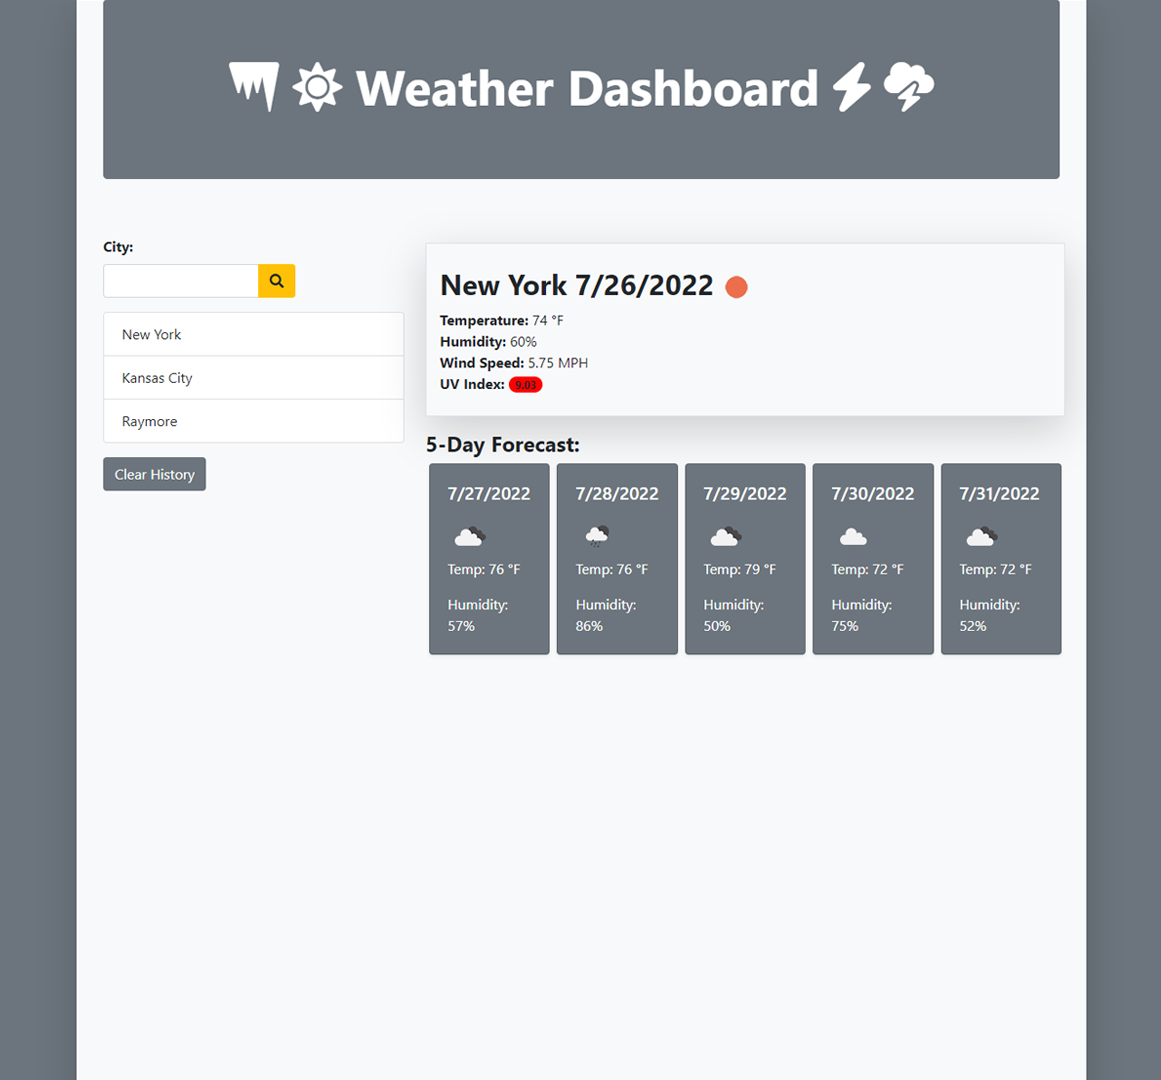 Weather Dashboard
City:
New York
Kansas City
Raymore
Clear History
New York 7/26/2022
Temperature: 74 °F
Humidity: 60%
Wind Speed: 5.75 MPH
UV Index: 9.03
5-Day Forecast:
7/27/2022
Temp: 76 °F
Humidity:
57%
7/28/2022
Temp: 76 °F
Humidity:
86%
7/29/2022
Temp: 79 °F
Humidity:
50%
7/30/2022
Temp: 72 °F
Humidity:
75%
7/31/2022
Temp: 72 °F
Humidity:
52%